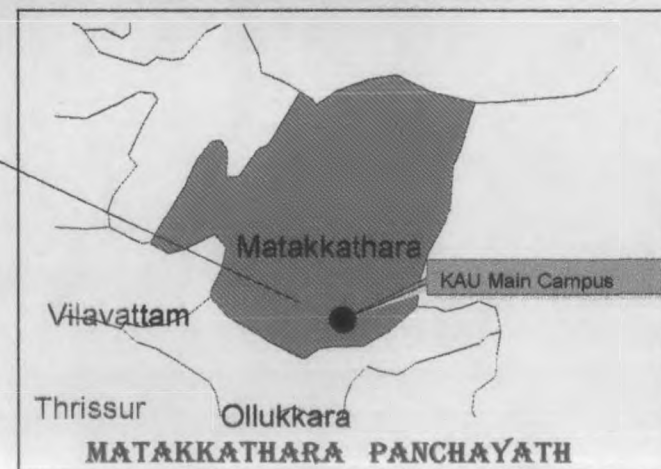 Matakkathara
KAU Main Campus
Vilavattam
Thrissur
Ollukkara
MATAKKATHARA PANCHAYATH